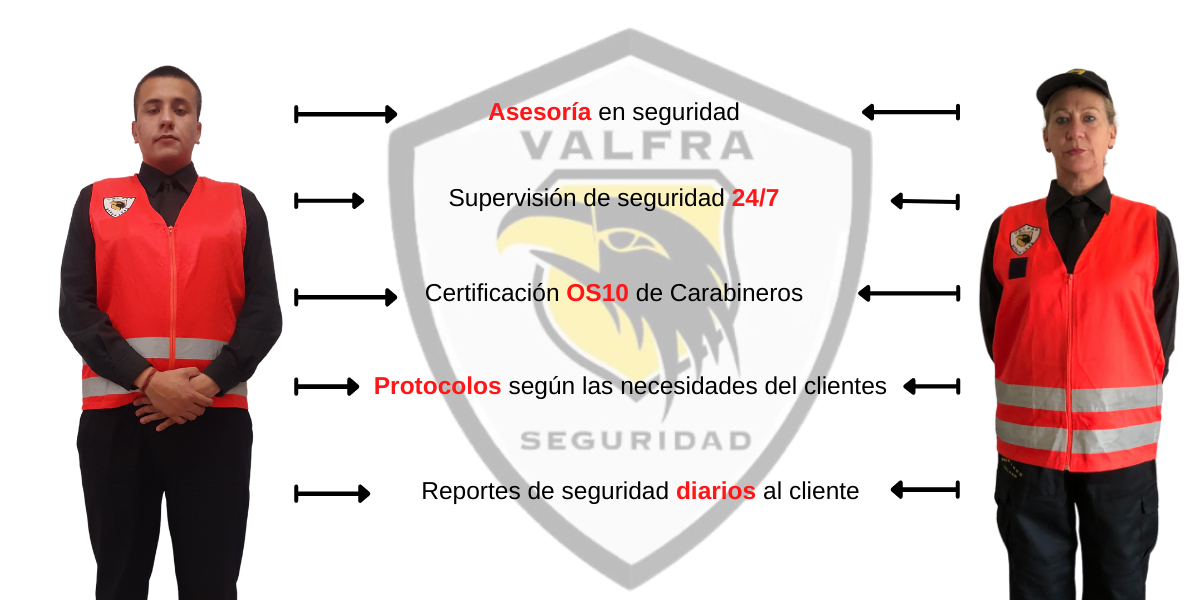 Asesoría en seguridad
VALFRA
Supervisión de seguridad 24/7
Certificación OS10 de Carabineros
Protocolos según las necesidades del clientes
SEGURIDAD
Reportes de seguridad diarios al cliente